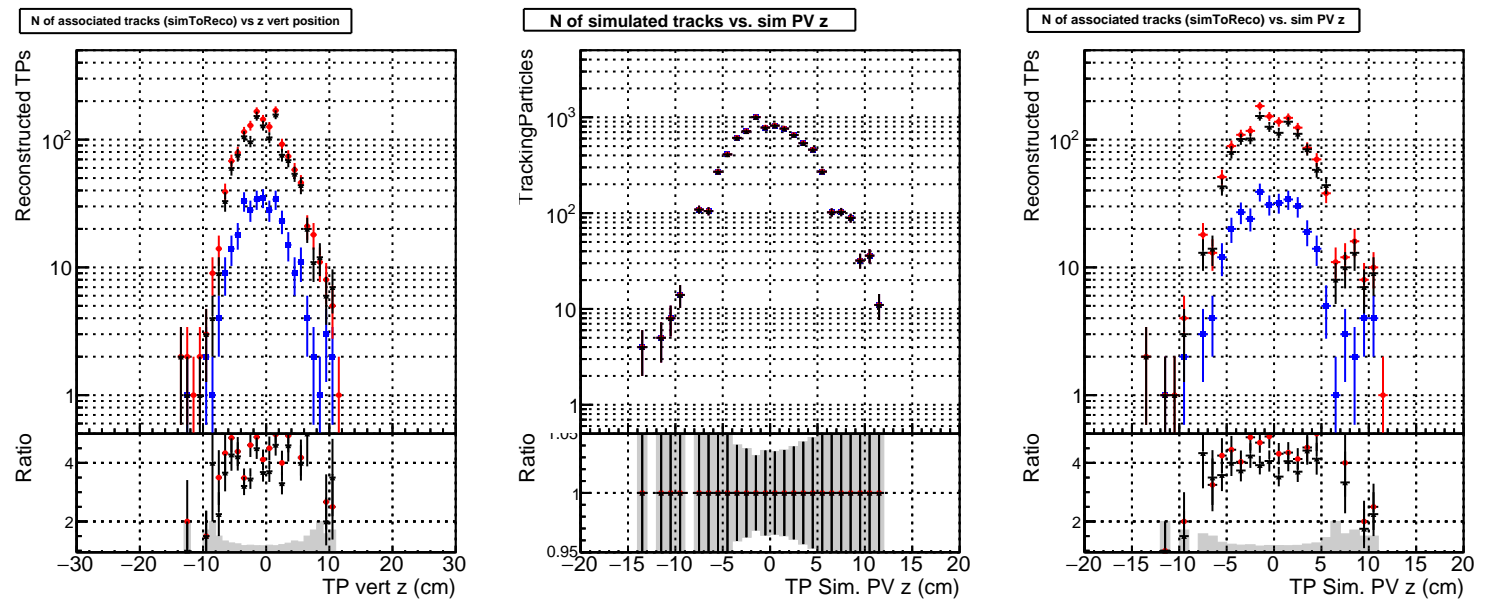 N of associated tracks (simToReco) vs z vert position
Reconstructed TPs
10²
10
1
Ratio
4
2
−30 −20 −10 0 10 20 30
TP vert z (cm)
N of simulated tracks vs. sim PV z
TrackingParticles
10³
10²
10
1
Ratio
1.05
1
0.95
−20 −15 −10 −5 0 5 10 15 20
TP Sim. PV z (cm)
N of associated tracks (simToReco) vs. sim PV z
Reconstructed TPs
10²
10
1
Ratio
4
2
−20 −15 −10 −5 0 5 10 15 20
TP Sim. PV z (cm)